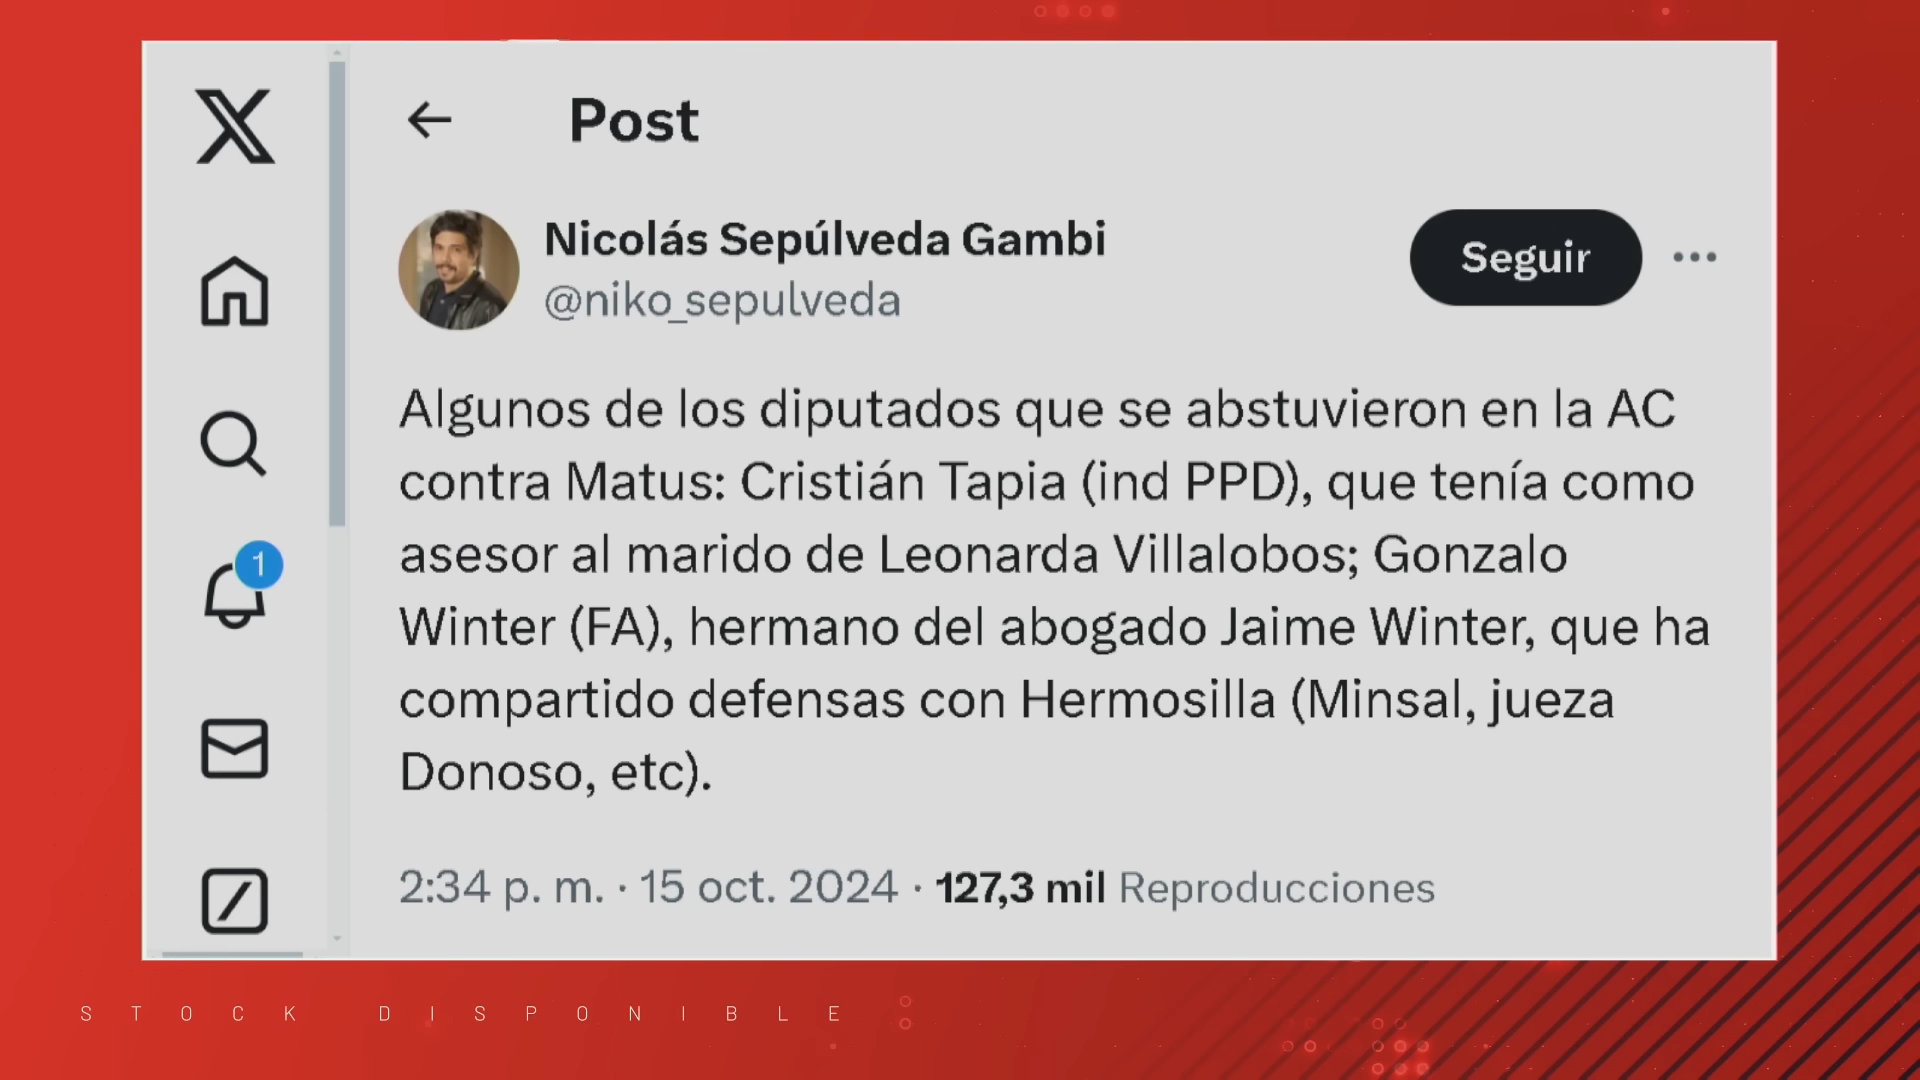 Post
Nicolás Sepúlveda Gambi
@niko_sepulveda
Seguir
1
Algunos de los diputados que se abstuvieron en la AC
contra Matus: Cristián Tapia (ind PPD), que tenía como
asesor al marido de Leonarda Villalobos; Gonzalo
Winter (FA), hermano del abogado Jaime Winter, que ha
compartido defensas con Hermosilla (Minsal, jueza
Donoso, etc).
2:34 p. m. · 15 oct. 2024 · 127,3 mil Reproducciones
STOCK DISPONIBLE